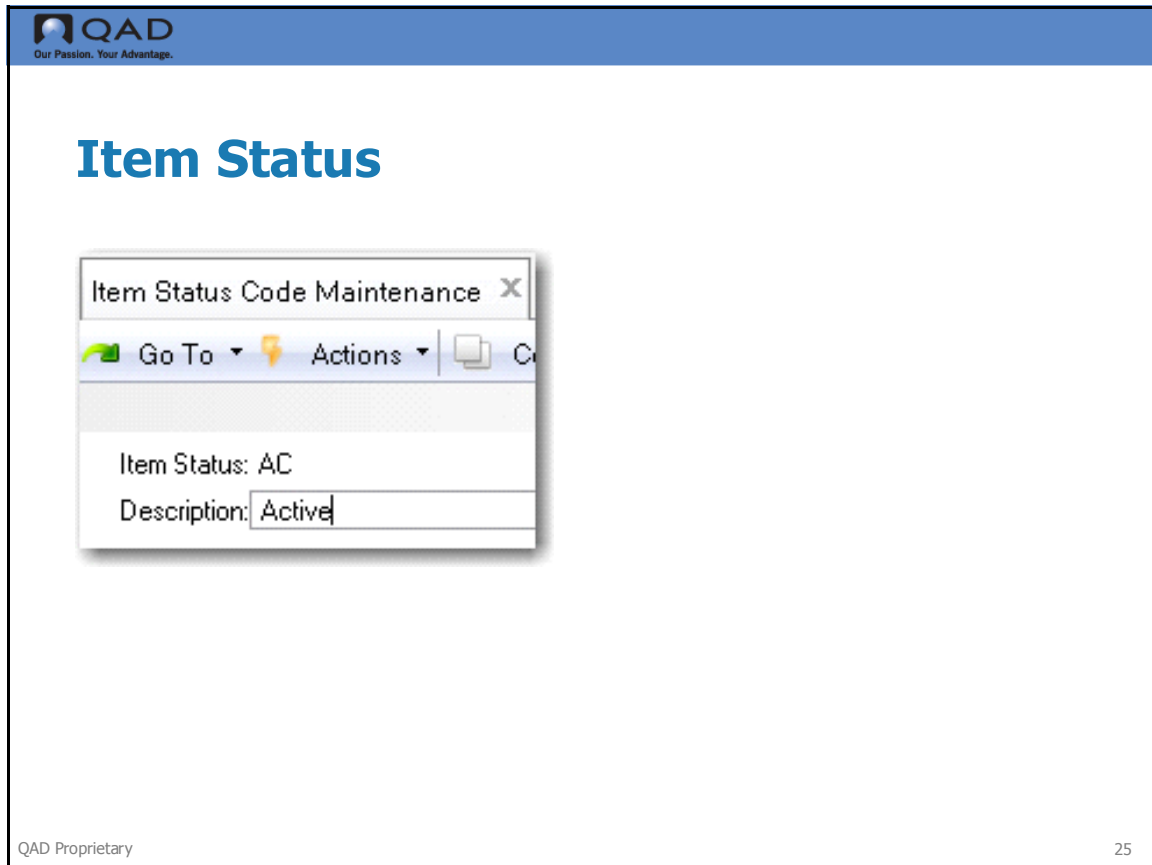 QAD
Our Passion. Your Advantage.
Item Status
Item Status Code Maintenance X
Go To Actions
Item Status: AC
Description: Active
QAD Proprietary 25